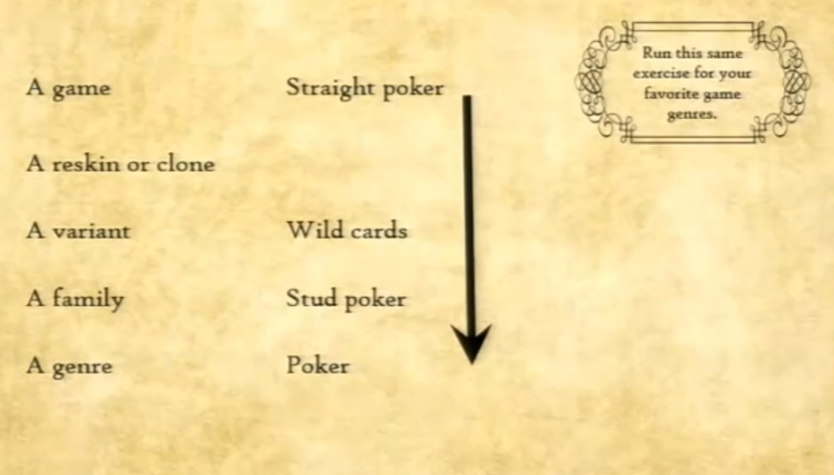 Run this same
exercise for your
favorite game
genres.
A game Straight poker
A reskin or clone
A variant Wild cards
A family Stud poker
A genre Poker